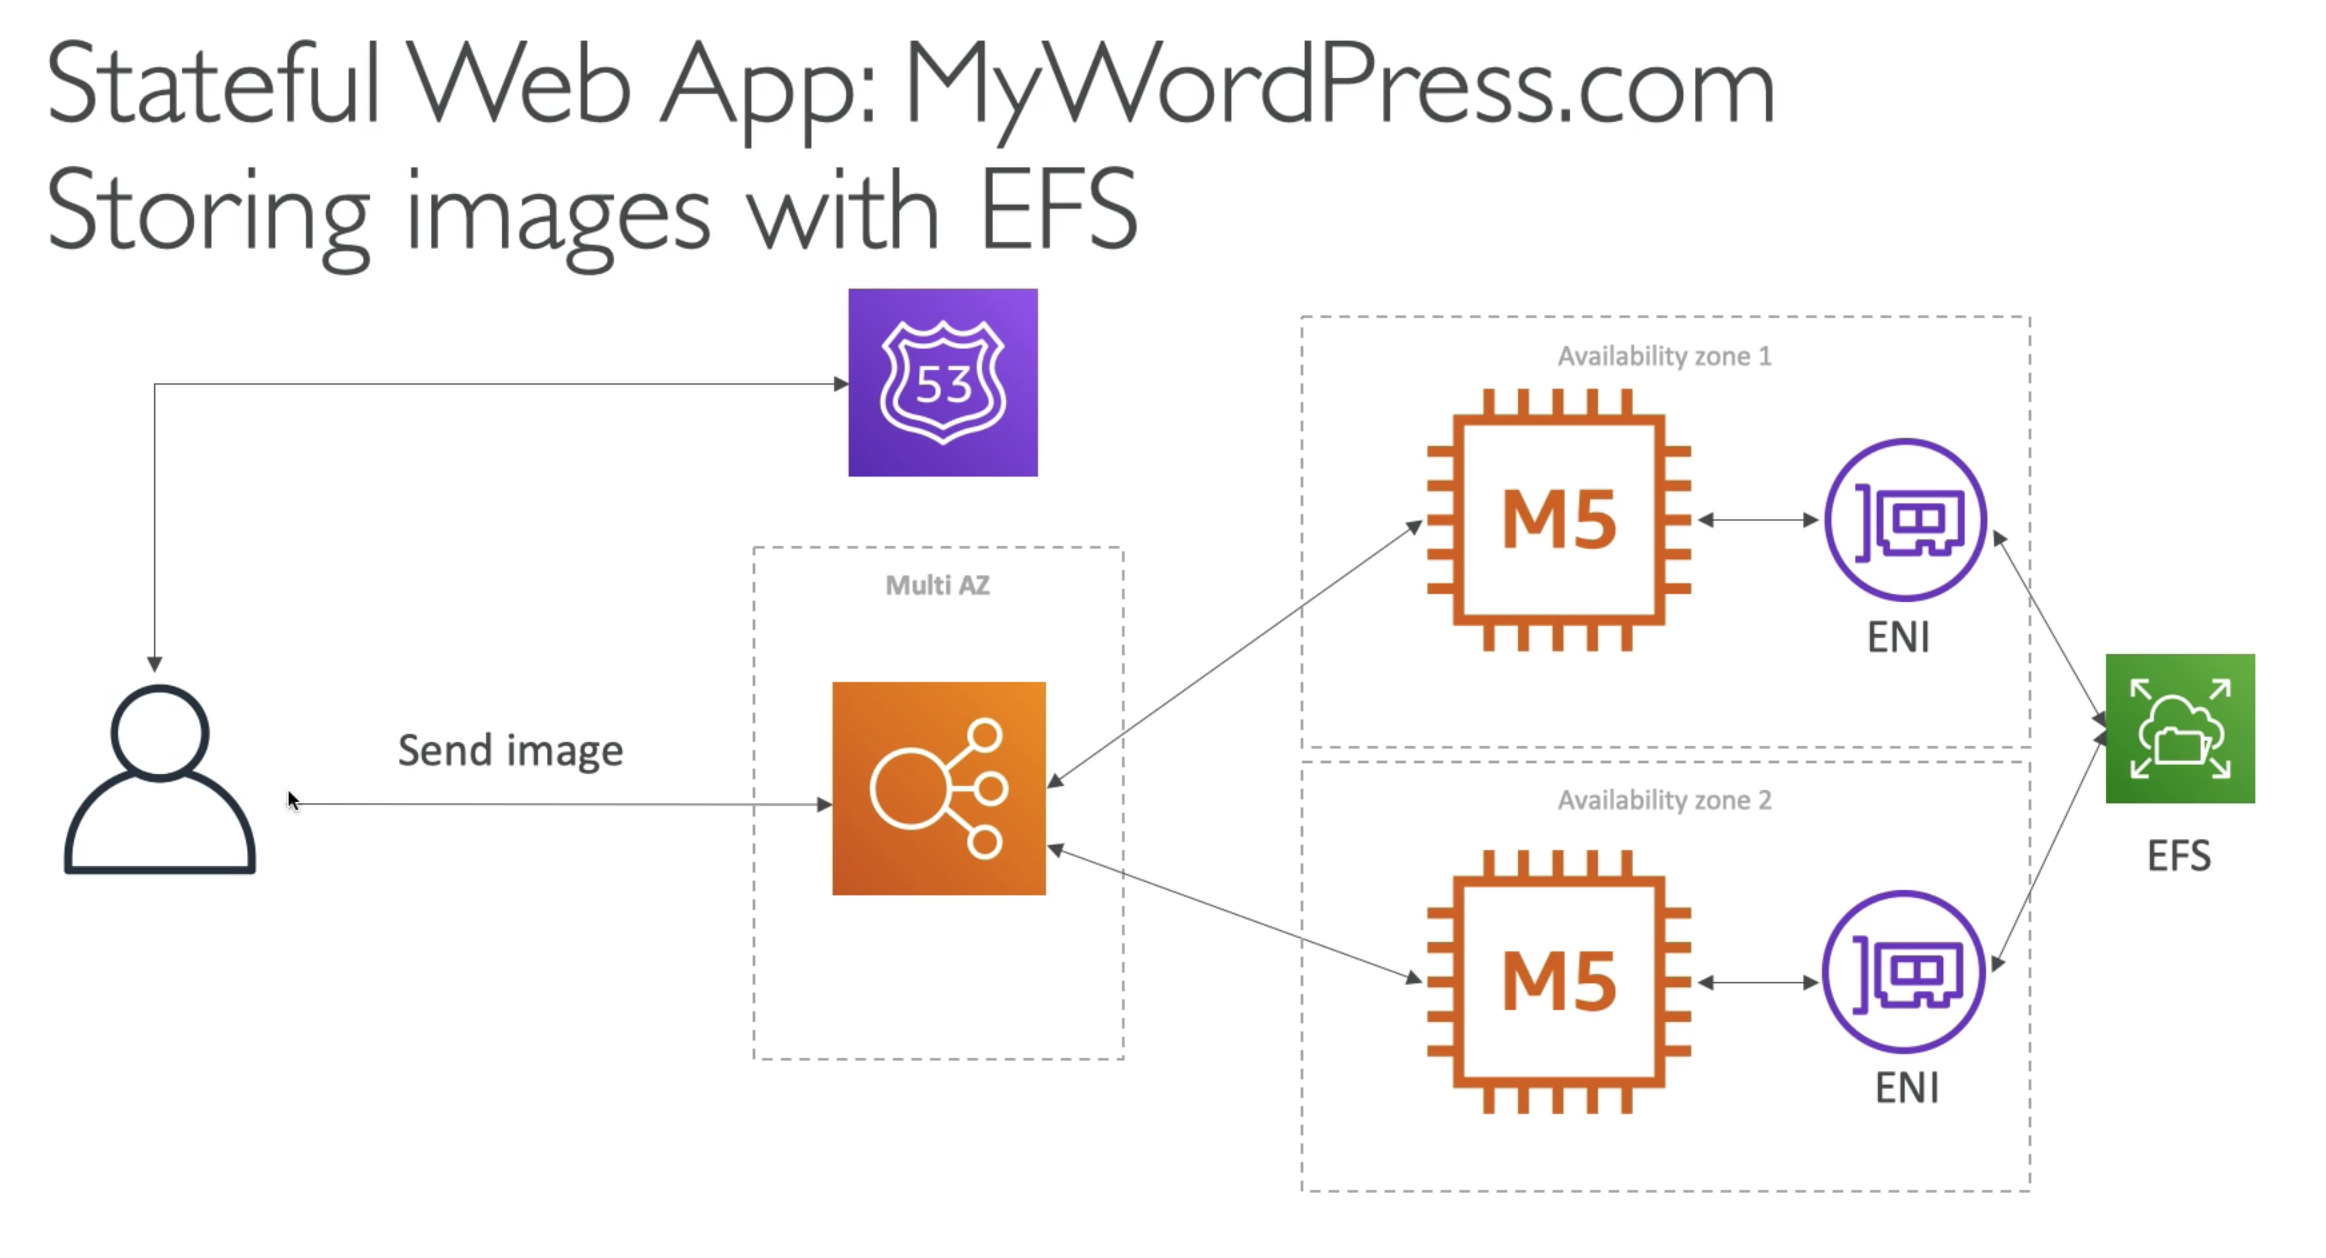 Stateful Web App: MyWordPress.com
Storing images with EFS
53
Availability zone 1
M5
ENI
Multi AZ
Send image
EFS
Availability zone 2
M5
ENI